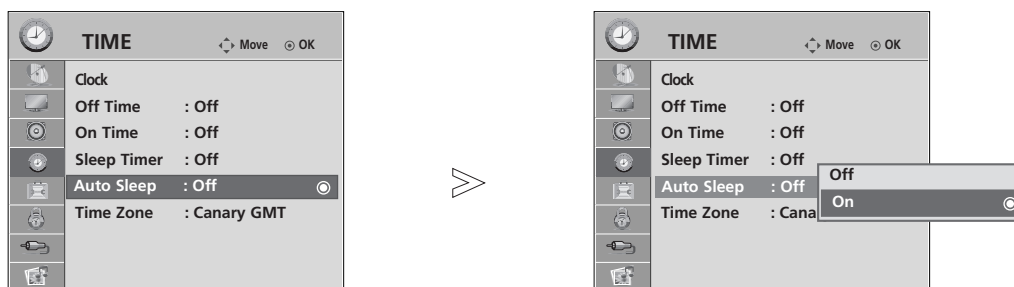 TIME Move OK
Clock
Off Time : Off
On Time : Off
Sleep Timer : Off
Auto Sleep : Off
Time Zone : Canary GMT
TIME Move OK
Clock
Off Time : Off
On Time : Off
Sleep Timer : Off
Auto Sleep : Off
Time Zone : Cana
Off
On